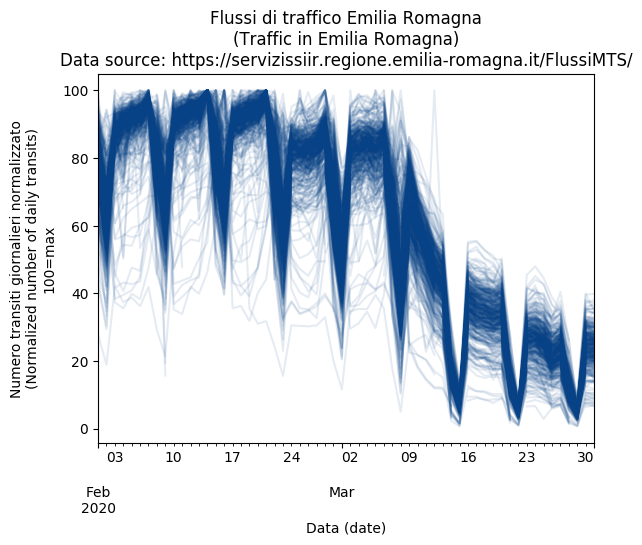 Flussi di traffico Emilia Romagna
(Traffic in Emilia Romagna)
Data source: https://servizissiir.regione.emilia-romagna.it/FlussiMTS/
Numero transiti giornalieri normalizzato
(Normalized number of daily transits)
100=max
100
80
60
40
20
0
03 10 17 24 02 09 16 23 30
Feb Mar
2020
Data (date)